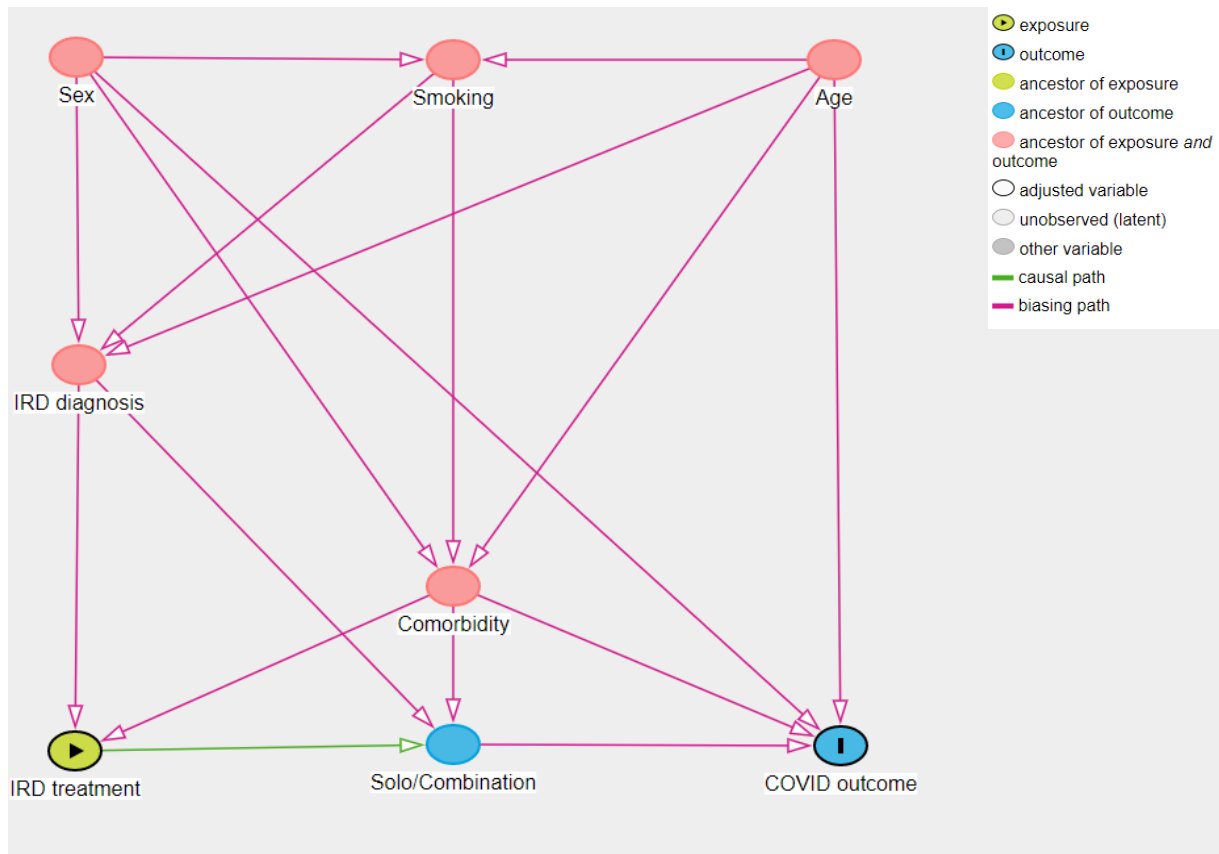 Sex
Smoking
Age
IRD diagnosis
Comorbidity
IRD treatment
Solo/Combination
COVID outcome
exposure
outcome
ancestor of exposure
ancestor of outcome
ancestor of exposure and
outcome
adjusted variable
unobserved (latent)
other variable
causal path
biasing path